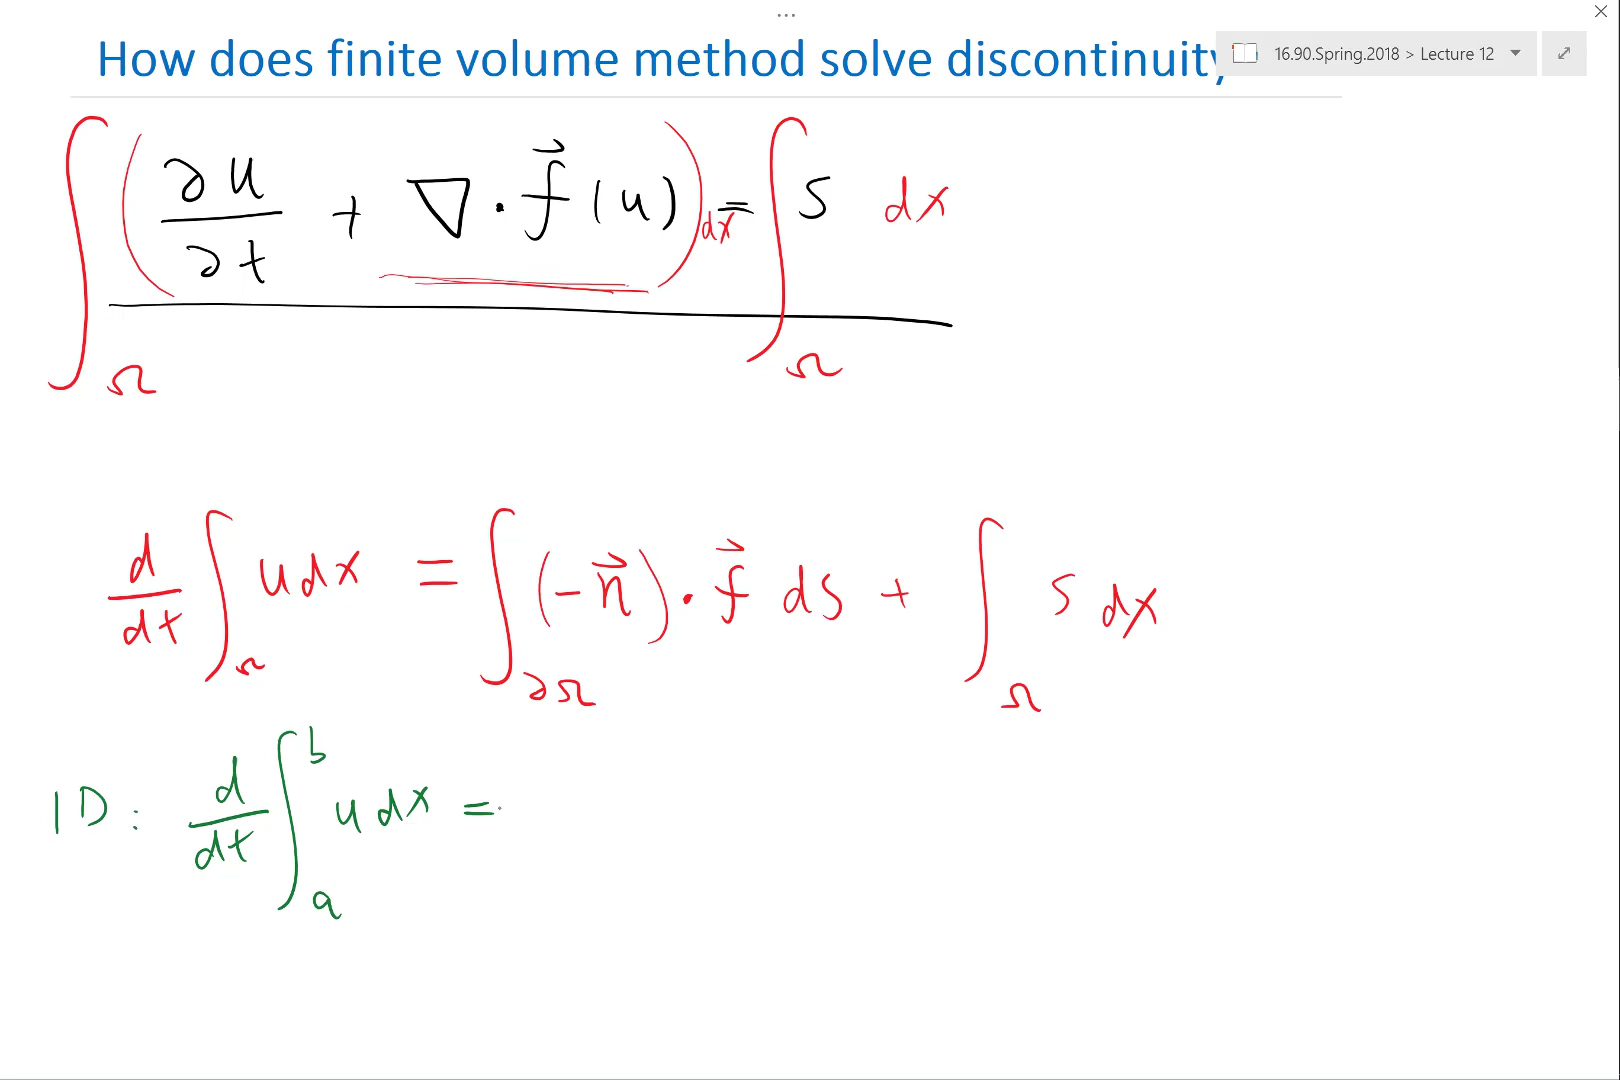 How does finite volume method solve discontinuity
16.90.Spring.2018 > Lecture 12
∫_Ω (∂u/∂t + ∇·f⃗(u)) dx = ∫_Ω s dx
d/dt ∫_Ω u dx = ∫_∂Ω (-n⃗)·f⃗ ds + ∫_Ω s dx
1D: d/dt ∫_a^b u dx =